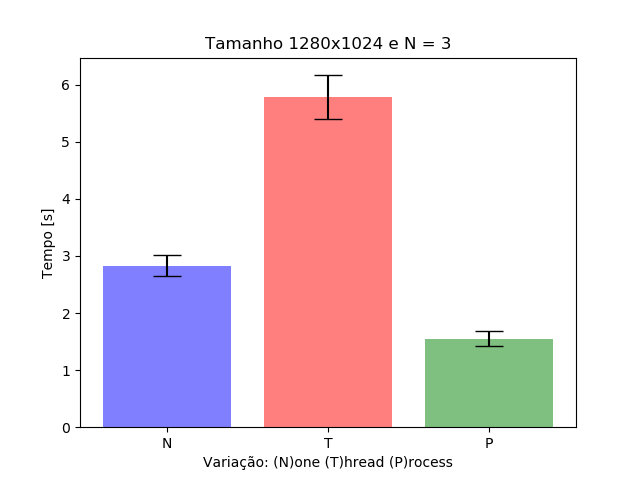 Tamanho 1280x1024 e N = 3
Tempo [s]
6
5
4
3
2
1
0
N T P
Variação: (N)one (T)hread (P)rocess